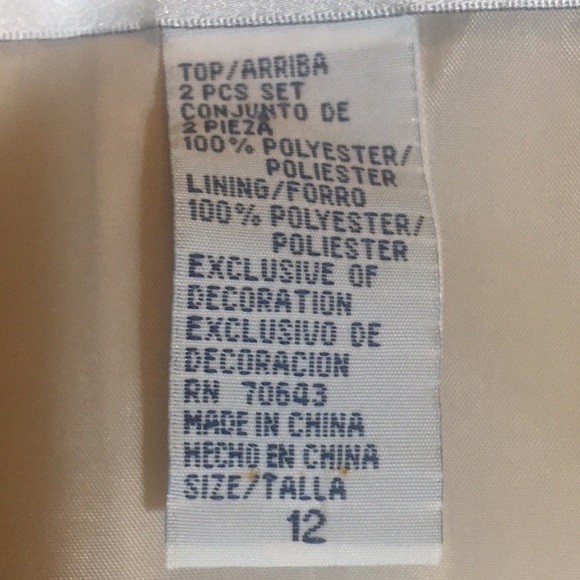 TOP/ARRIBA
2 PCS SET
CONJUNTO DE
2 PIEZA
100% POLYESTER/
POLIESTER
LINING/FORRO
100% POLYESTER/
POLIESTER
EXCLUSIVE OF
DECORATION
EXCLUSIVO DE
DECORACION
RN 70643
MADE IN CHINA
HECHO EN CHINA
SIZE/TALLA
12